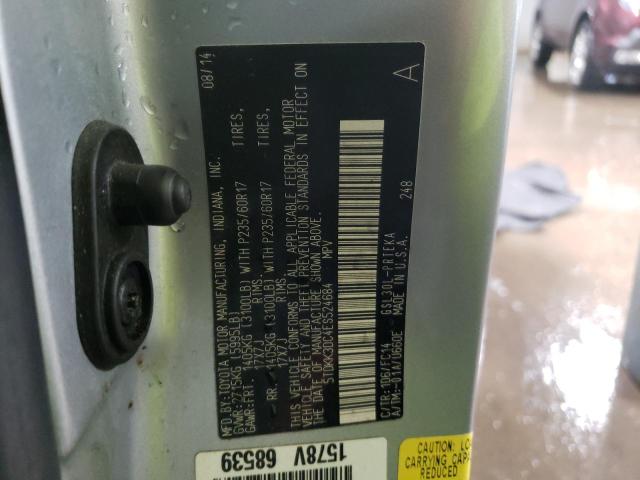 08/14
MFD. BY: TOYOTA MOTOR MANUFACTURING, INDIANA, INC.
GVWR: 2715KG (5995LB)
GAWR: FRT. 1405KG (3100LB) WITH P235/60R17 TIRES,
17X7J RIMS,
RR. 1405KG (3100LB) WITH P235/60R17 TIRES,
17X7J RIMS,
THIS VEHICLE CONFORMS TO ALL APPLICABLE FEDERAL MOTOR
VEHICLE SAFETY AND THEFT PREVENTION STANDARDS IN EFFECT ON
THE DATE OF MANUFACTURE SHOWN ABOVE.
5TDKK3DC4ES524684 MPV
A
248
C/TR: 1D6/FC14 GSL30L-PRTEKA
A/TM: -01A/U660E MADE IN U.S.A.
1578V
68539
CAUTION:
CARRYING
REDUCED